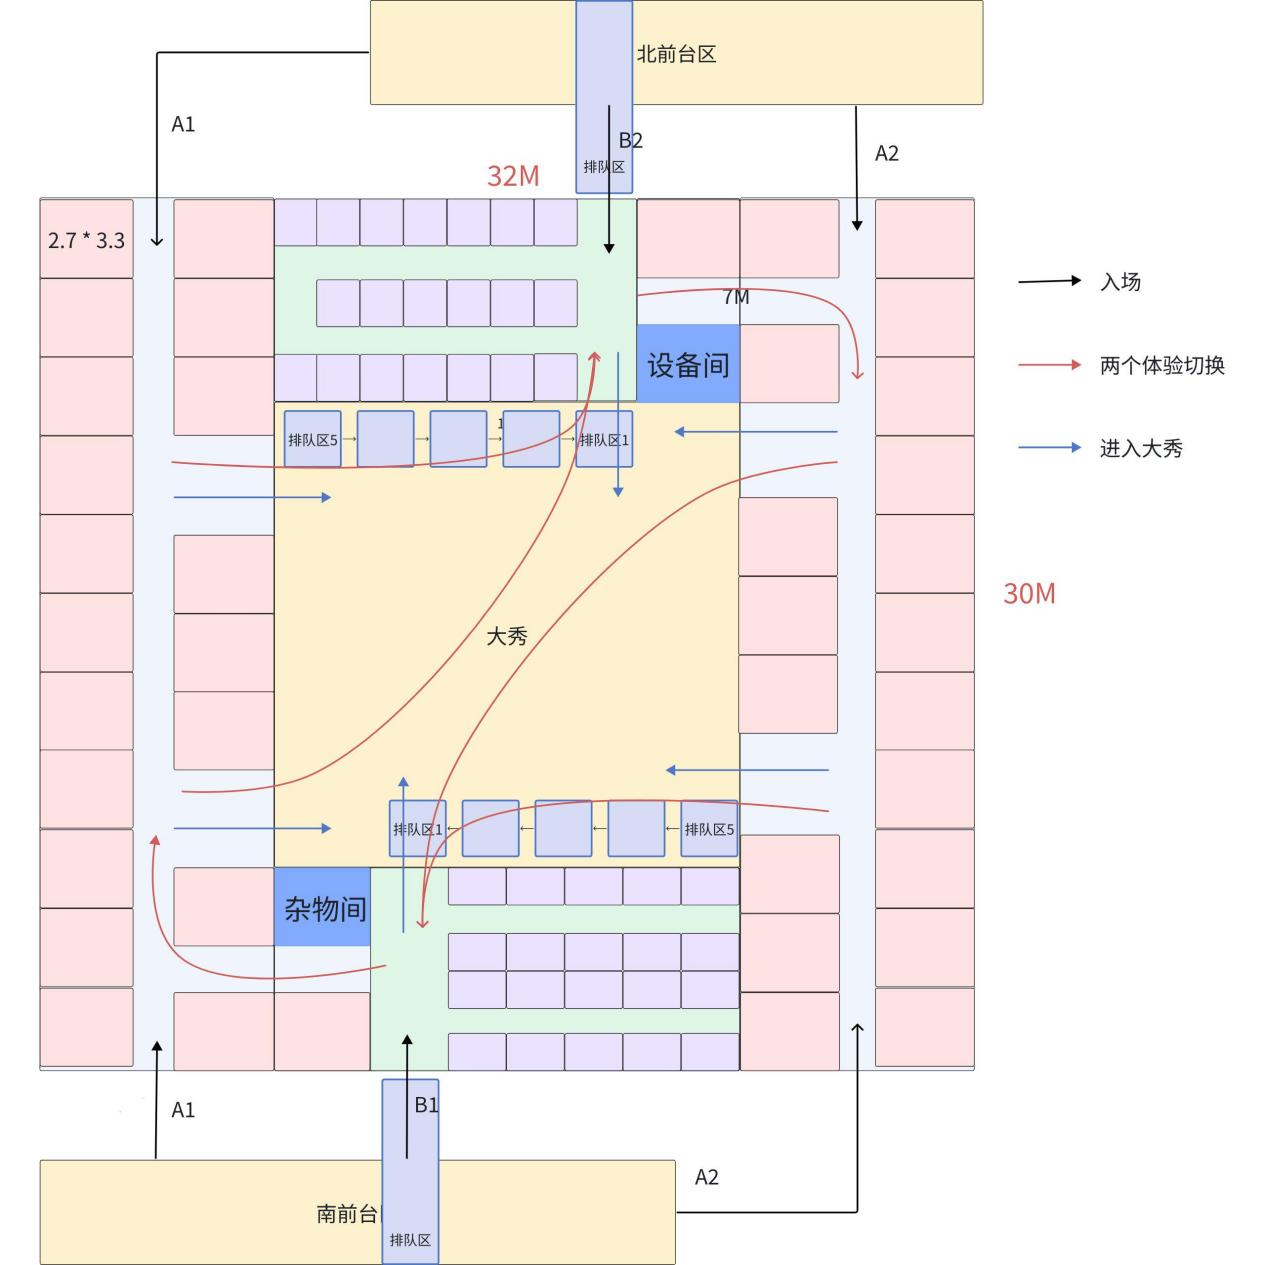 北前台区
A1
B2
A2
排队区
32M
2.7 * 3.3
入场
7M
设备间
两个体验切换
排队区5
1
排队区1
进入大秀
30M
大秀
排队区1
排队区5
杂物间
A1
B1
A2
南前台
排队区